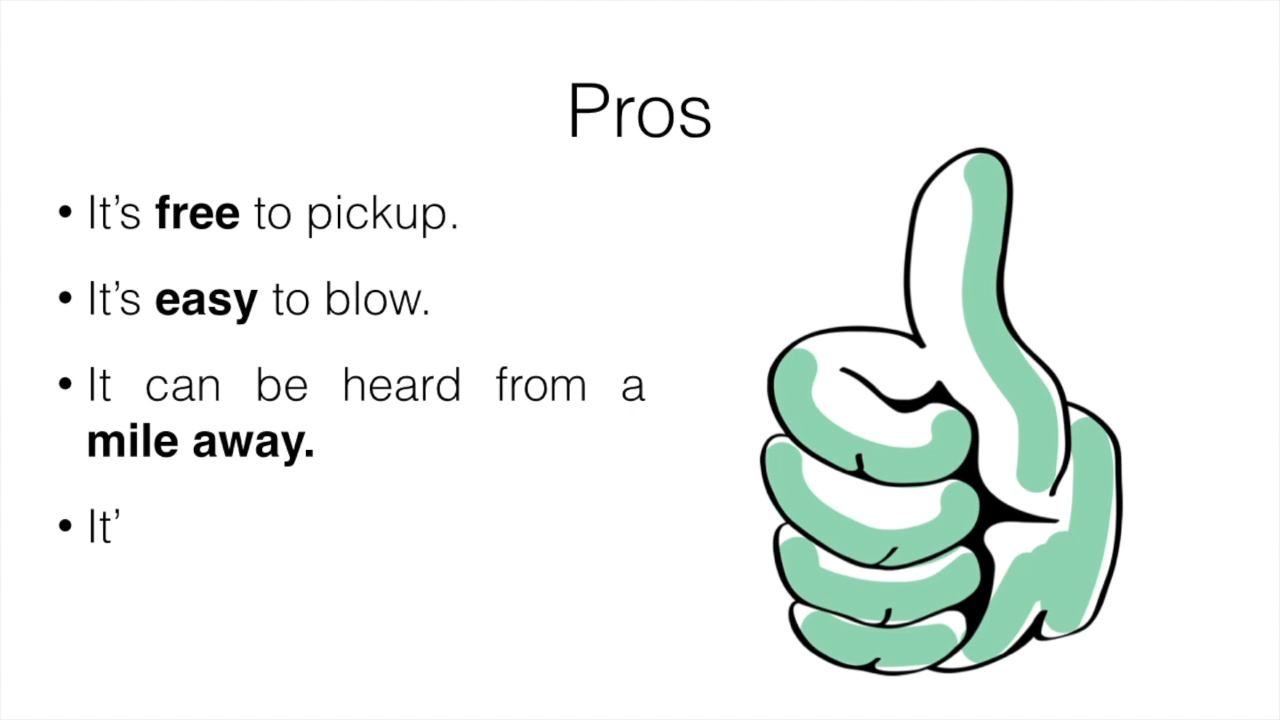 Pros
• It’s free to pickup.
• It’s easy to blow.
• It can be heard from a
mile away.
• It’